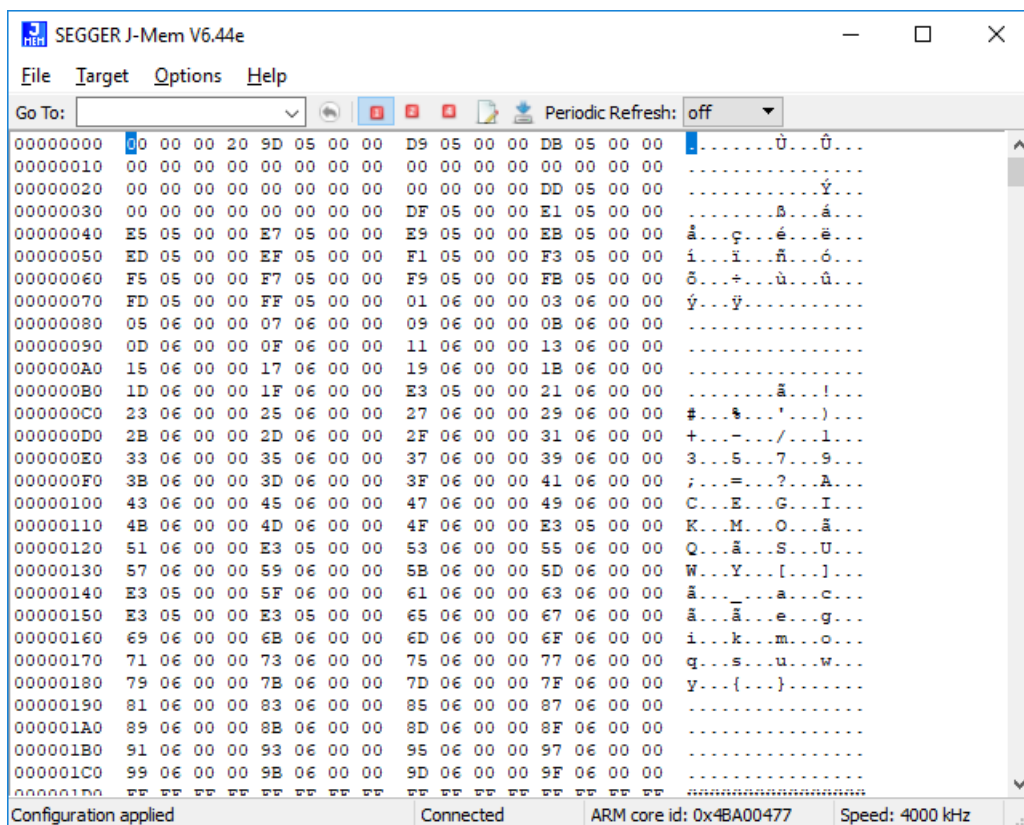 SEGGER J-Mem V6.44e
File Target Options Help
Go To: Periodic Refresh: off
00000000 00 00 00 20 9D 05 00 00 D9 05 00 00 DB 05 00 00 ........Ù...Û...
00000010 00 00 00 00 00 00 00 00 00 00 00 00 00 00 00 00 ................
00000020 00 00 00 00 00 00 00 00 00 00 00 00 DD 05 00 00 ............Ý...
00000030 00 00 00 00 00 00 00 00 DF 05 00 00 E1 05 00 00 ........ß...á...
00000040 E5 05 00 00 E7 05 00 00 E9 05 00 00 EB 05 00 00 å...ç...é...ë...
00000050 ED 05 00 00 EF 05 00 00 F1 05 00 00 F3 05 00 00 í...ï...ñ...ó...
00000060 F5 05 00 00 F7 05 00 00 F9 05 00 00 FB 05 00 00 õ...÷...ù...û...
00000070 FD 05 00 00 FF 05 00 00 01 06 00 00 03 06 00 00 ý...ÿ...........
00000080 05 06 00 00 07 06 00 00 09 06 00 00 0B 06 00 00 ................
00000090 0D 06 00 00 0F 06 00 00 11 06 00 00 13 06 00 00 ................
000000A0 15 06 00 00 17 06 00 00 19 06 00 00 1B 06 00 00 ................
000000B0 1D 06 00 00 1F 06 00 00 E3 05 00 00 21 06 00 00 ........ã...!...
000000C0 23 06 00 00 25 06 00 00 27 06 00 00 29 06 00 00 #...%...'...)...
000000D0 2B 06 00 00 2D 06 00 00 2F 06 00 00 31 06 00 00 +...-.../...1...
000000E0 33 06 00 00 35 06 00 00 37 06 00 00 39 06 00 00 3...5...7...9...
000000F0 3B 06 00 00 3D 06 00 00 3F 06 00 00 41 06 00 00 ;...=...?...A...
00000100 43 06 00 00 45 06 00 00 47 06 00 00 49 06 00 00 C...E...G...I...
00000110 4B 06 00 00 4D 06 00 00 4F 06 00 00 E3 05 00 00 K...M...O...ã...
00000120 51 06 00 00 E3 05 00 00 53 06 00 00 55 06 00 00 Q...ã...S...U...
00000130 57 06 00 00 59 06 00 00 5B 06 00 00 5D 06 00 00 W...Y...[...]...
00000140 E3 05 00 00 5F 06 00 00 61 06 00 00 63 06 00 00 ã..._...a...c...
00000150 E3 05 00 00 E3 05 00 00 65 06 00 00 67 06 00 00 ã...ã...e...g...
00000160 69 06 00 00 6B 06 00 00 6D 06 00 00 6F 06 00 00 i...k...m...o...
00000170 71 06 00 00 73 06 00 00 75 06 00 00 77 06 00 00 q...s...u...w...
00000180 79 06 00 00 7B 06 00 00 7D 06 00 00 7F 06 00 00 y...{...}.......
00000190 81 06 00 00 83 06 00 00 85 06 00 00 87 06 00 00 ................
000001A0 89 06 00 00 8B 06 00 00 8D 06 00 00 8F 06 00 00 ................
000001B0 91 06 00 00 93 06 00 00 95 06 00 00 97 06 00 00 ................
000001C0 99 06 00 00 9B 06 00 00 9D 06 00 00 9F 06 00 00 ................
000001D0 FF FF FF FF FF FF FF FF FF FF FF FF FF FF FF FF ÿÿÿÿÿÿÿÿÿÿÿÿÿÿÿÿ
Configuration applied Connected ARM core id: 0x4BA00477 Speed: 4000 kHz